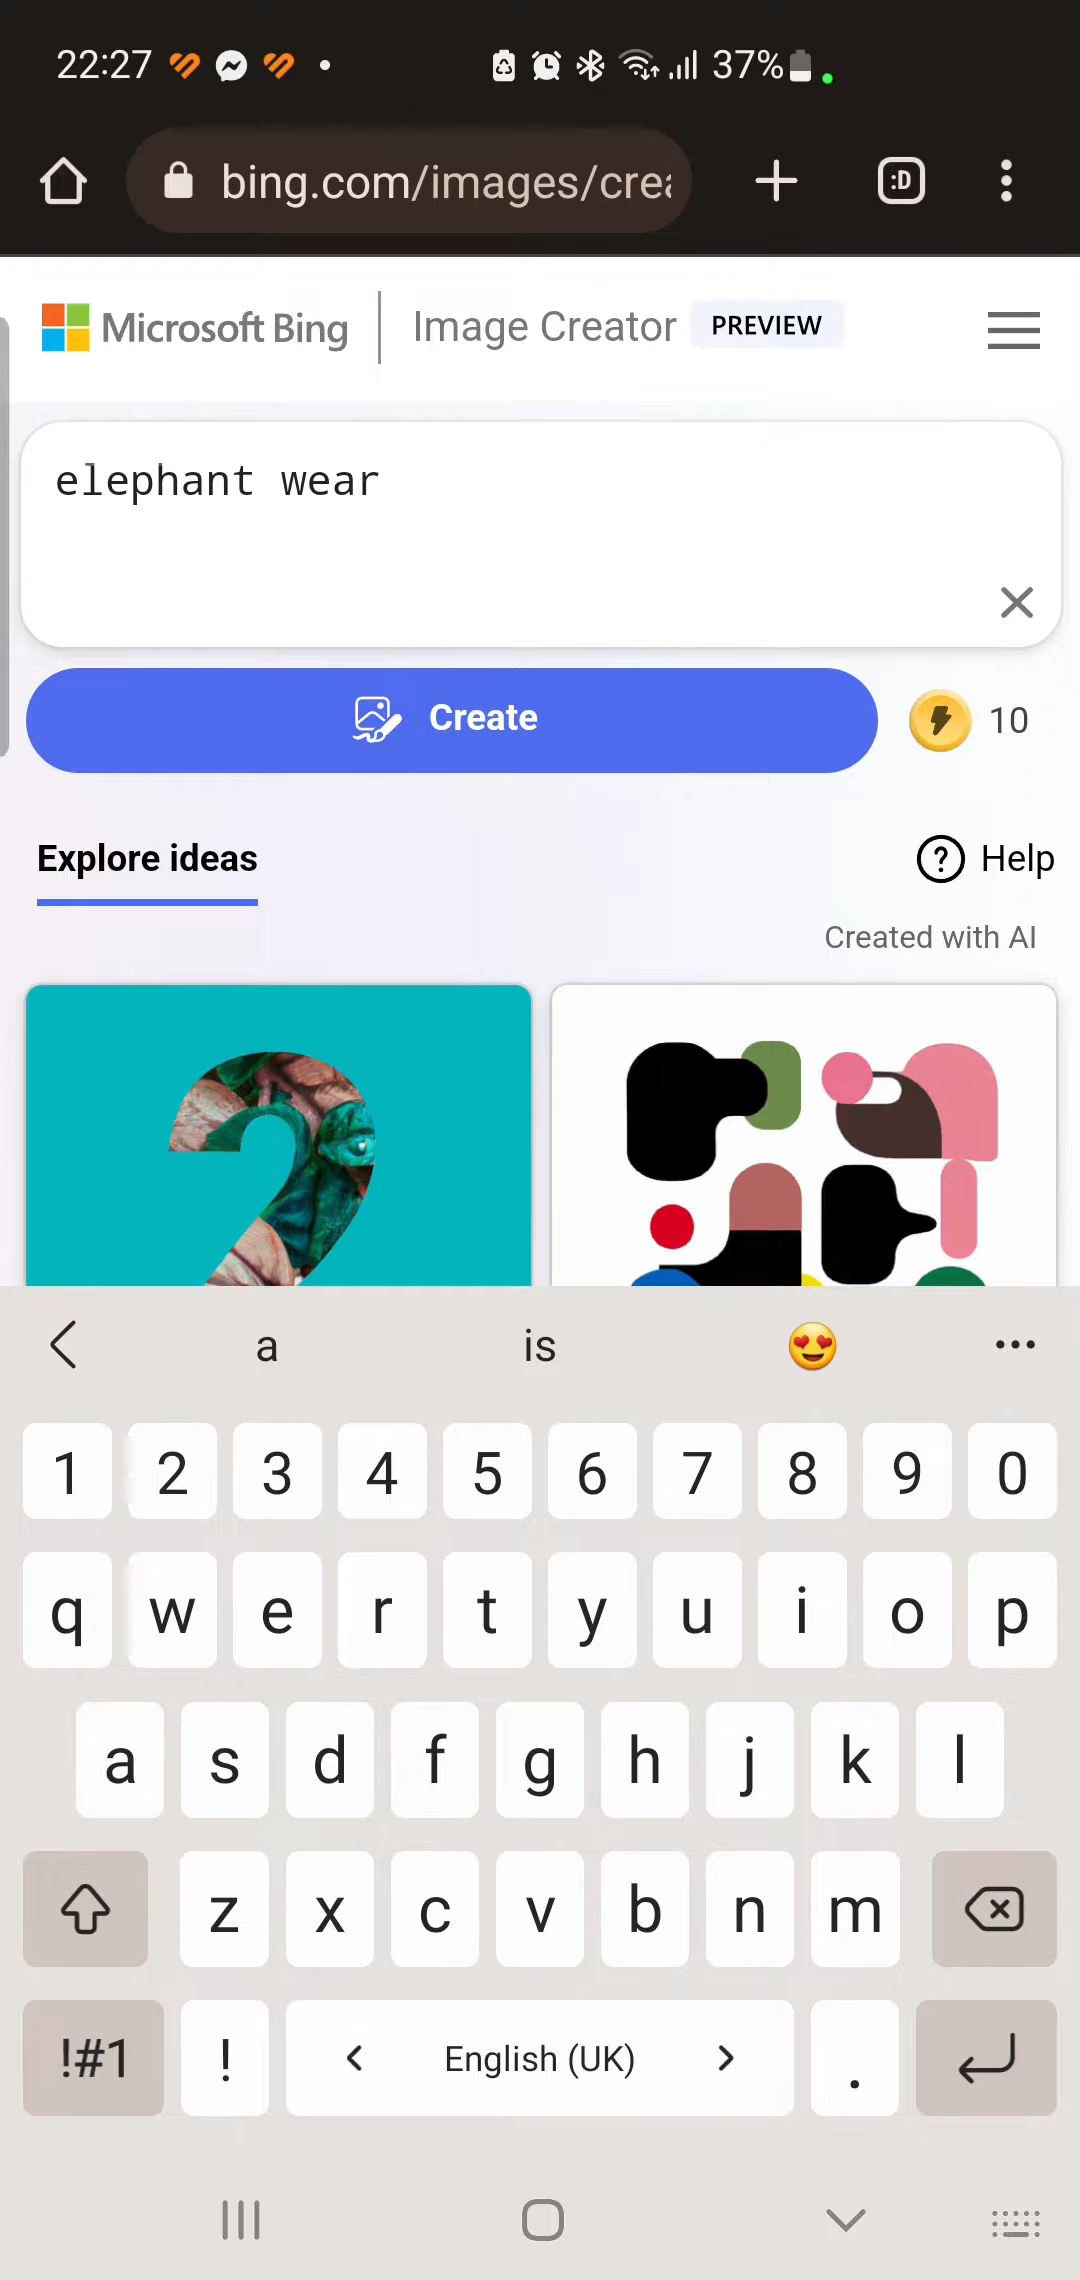 22:27
37%
bing.com/images/crea
:D
Microsoft Bing
Image Creator
PREVIEW
elephant wear
Create
10
Explore ideas
Help
Created with AI
2
a is
1 2 3 4 5 6 7 8 9 0
q w e r t y u i o p
a s d f g h j k l
z x c v b n m
!#1 ! English (UK) .